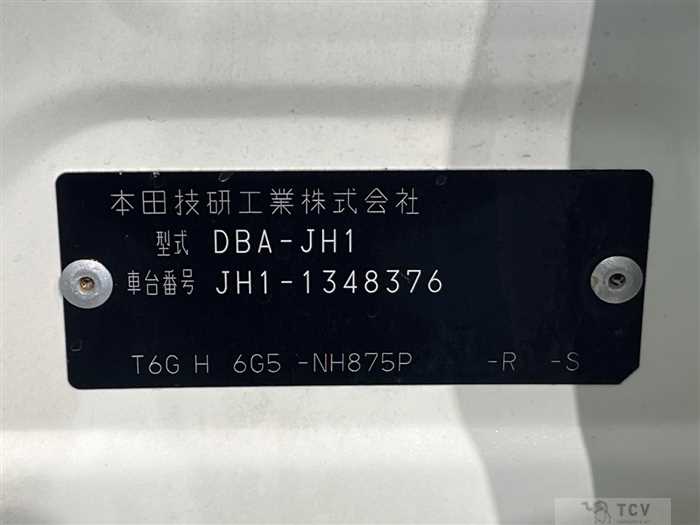 本田技研工業株式会社
型式 DBA-JH1
車台番号 JH1-1348376
T6G H 6G5 -NH875P -R -S
TCV